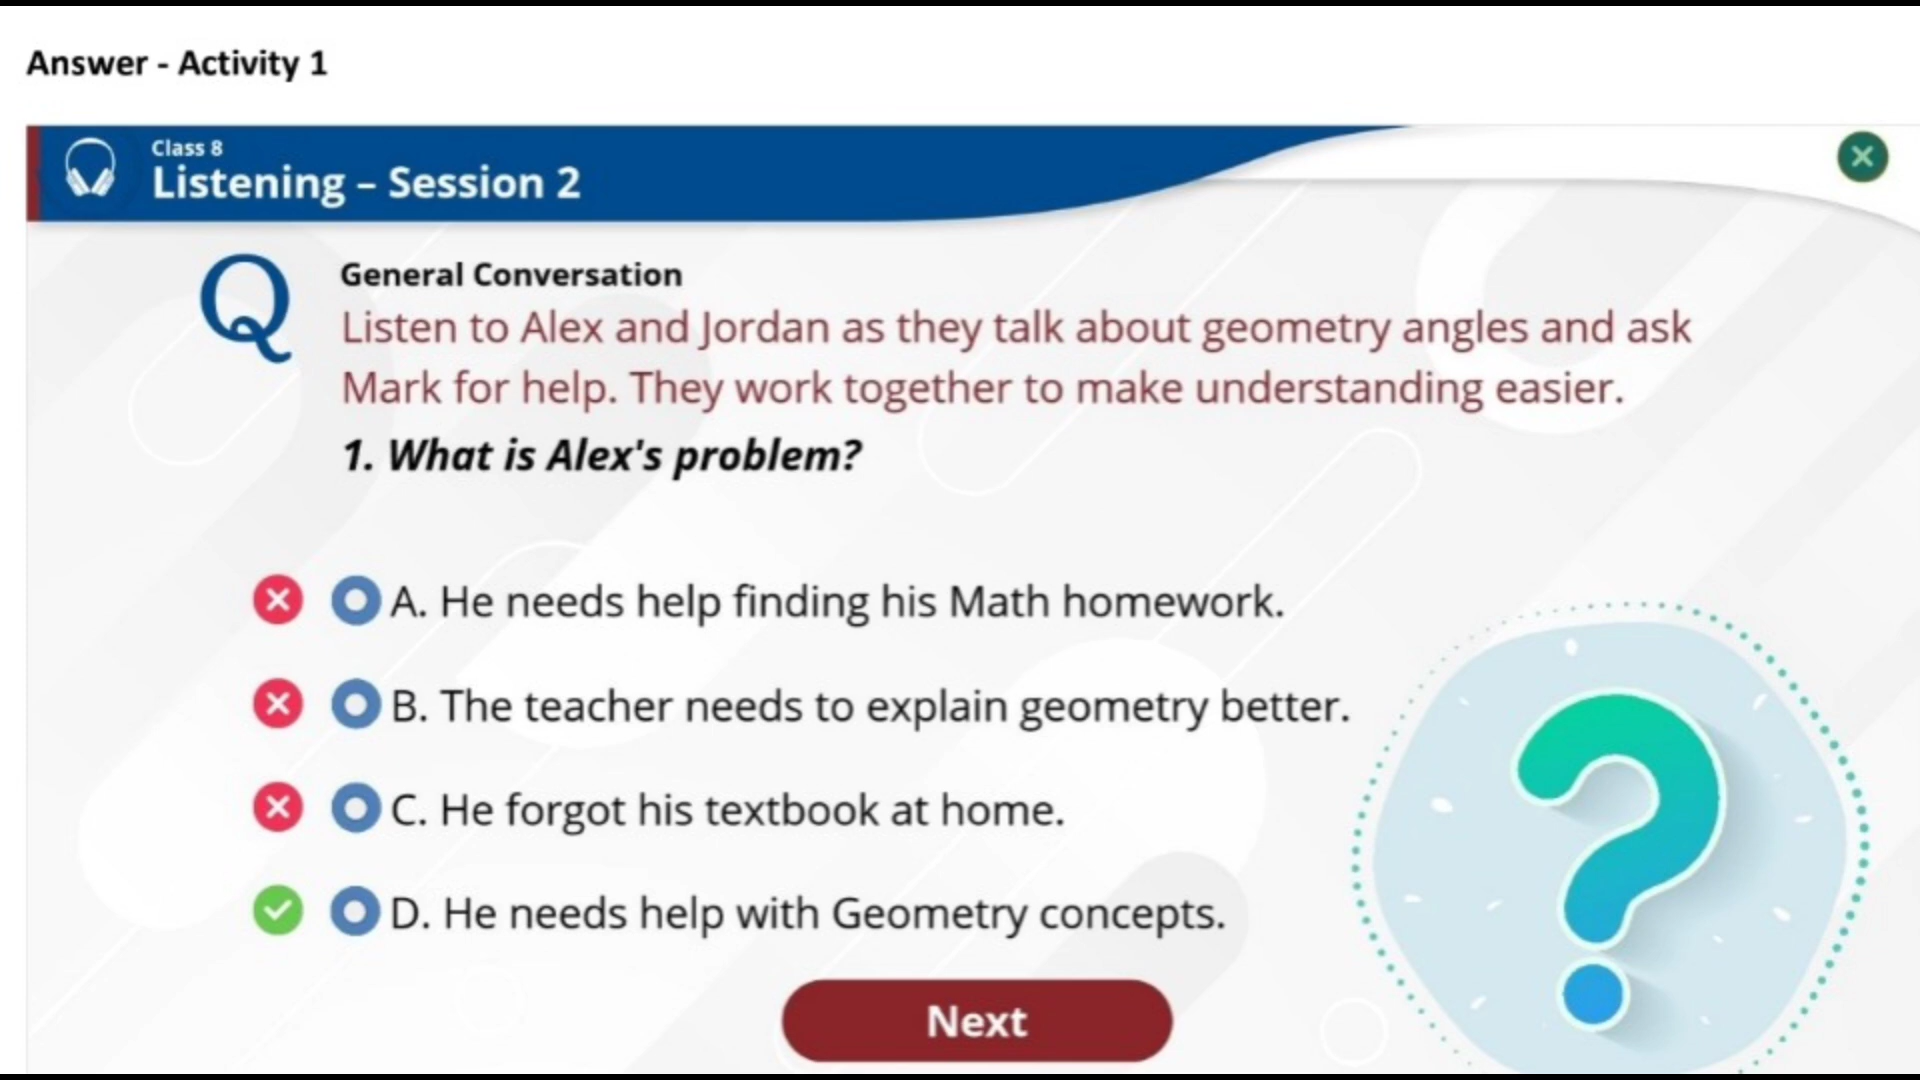 Answer - Activity 1
Class 8
Listening – Session 2
Q
General Conversation
Listen to Alex and Jordan as they talk about geometry angles and ask
Mark for help. They work together to make understanding easier.
1. What is Alex's problem?
A. He needs help finding his Math homework.
B. The teacher needs to explain geometry better.
C. He forgot his textbook at home.
D. He needs help with Geometry concepts.
Next